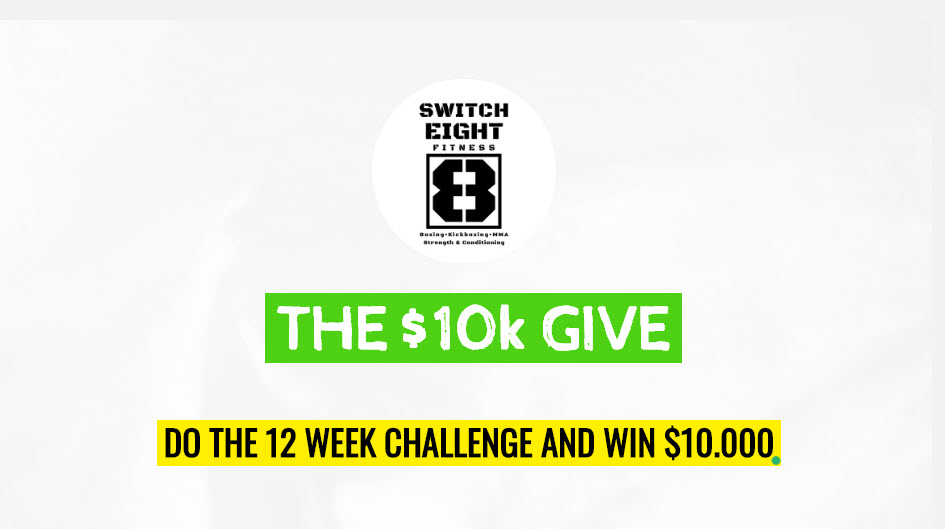 SWITCH
EIGHT
FITNESS
8
Boxing•Kickboxing•MMA
Strength & Conditioning
THE $10k GIVE
DO THE 12 WEEK CHALLENGE AND WIN $10.000